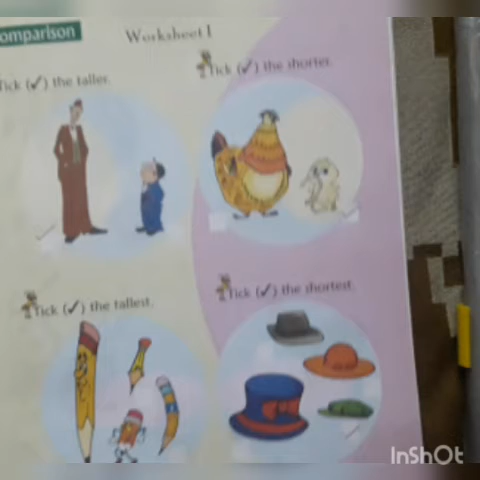 omparison
Worksheet 1
Tick (✓) the taller.
Tick (✓) the shorter.
Tick (✓) the tallest.
Tick (✓) the shortest.
InShOt